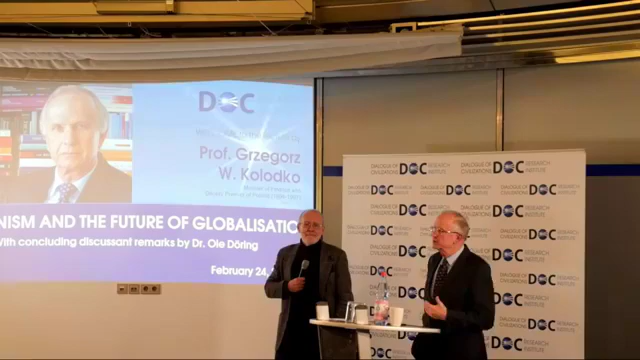 DOC
Prof. Grzegorz
W. Kolodko
NISM AND THE FUTURE OF GLOBALISATIO
With concluding discussant remarks by Dr. Ole Döring
February 24,
DIALOGUE OF
CIVILIZATIONS
DOC
RESEARCH
INSTITUTE